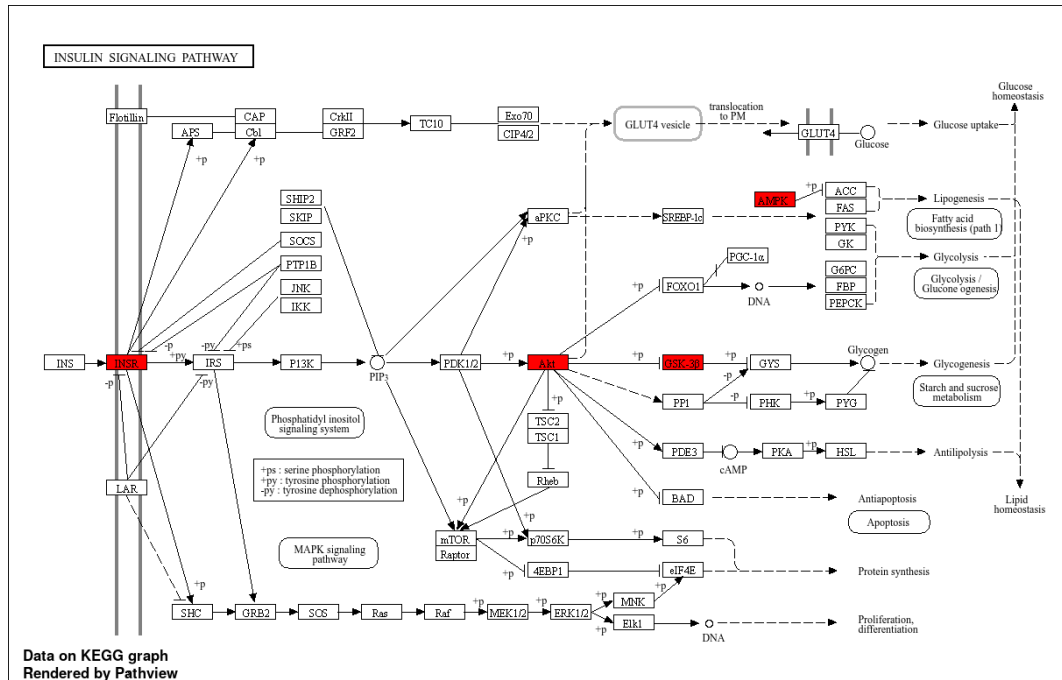 INSULIN SIGNALING PATHWAY
Glucose
homeostasis
Flotillin
CAP
CrkII
Exo70
translocation
to PM
APS
Cbl
GRF2
TC10
CIP4/2
GLUT4 vesicle
GLUT4
Glucose
Glucose uptake
+p
+p
SHIP2
SKIP
SOCS
PTP1B
JNK
IKK
aPKC
+p
SREBP-1c
AMPK
+p
ACC
FAS
Lipogenesis
Fatty acid
biosynthesis (path 1)
PYK
GK
Glycolysis
PGC-1α
+p
FOXO1
DNA
G6PC
FBP
PEPCK
Glycolysis /
Glucone ogenesis
INS
INSR
-p
+py
-py
+ps
IRS
P13K
PIP3
PDK1/2
+p
Akt
+p
GSK-3β
+p
GYS
Glycogen
Glycogenesis
-p
-py
-p
PP1
-p
PHK
+p
PYG
Starch and sucrose
metabolism
Phosphatidyl inositol
signaling system
+p
TSC2
TSC1
+p
PDE3
cAMP
PKA
+p
HSL
Antilipolysis
LAR
+ps : serine phosphorylation
+py : tyrosine phosphorylation
-py : tyrosine dephosphorylation
Rheb
+p
+p
+p
BAD
Antiapoptosis
Apoptosis
Lipid
homeostasis
MAPK signaling
pathway
mTOR
Raptor
+p
p70S6K
+p
S6
+p
4EBP1
eIF4E
Protein synthesis
+p
SHC
GRB2
SOS
Ras
Raf
+p
MEK1/2
+p
ERK1/2
+p
+p
MNK
+p
Elk1
DNA
Proliferation,
differentiation
Data on KEGG graph
Rendered by Pathview